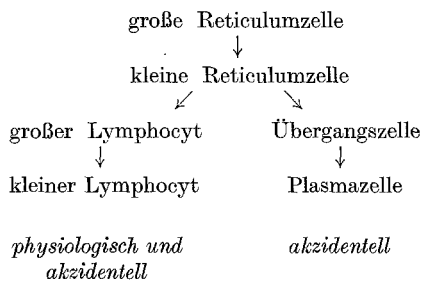 große Reticulumzelle
kleine Reticulumzelle
großer Lymphocyt Übergangszelle
kleiner Lymphocyt Plasmazelle
physiologisch und akzidentell
akzidentell